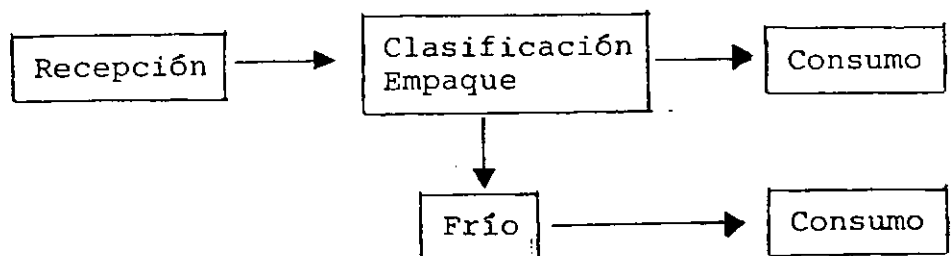 Recepción
Clasificación
Empaque
Consumo
Frío
Consumo